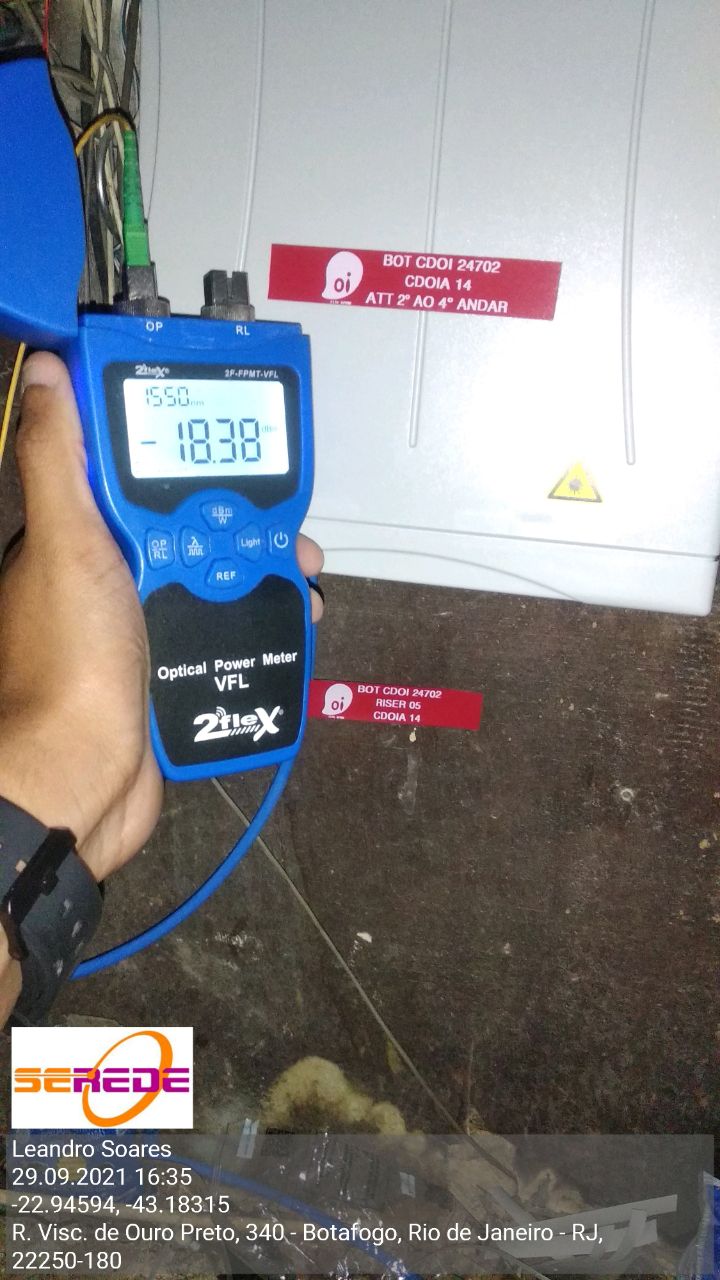 oi
BOT CDOI 24702
CDOIA 14
ATT 2º AO 4º ANDAR
OP
RL
2flex®
2F-FPMT-VFL
1550nm
-18.38 dBm
dBm
W
OP
RL
λ
Light
REF
Optical Power Meter
VFL
2flex®
oi
BOT CDOI 24702
RISER 05
CDOIA 14
SEREDE
Leandro Soares
29.09.2021 16:35
-22.94594, -43.18315
R. Visc. de Ouro Preto, 340 - Botafogo, Rio de Janeiro - RJ,
22250-180